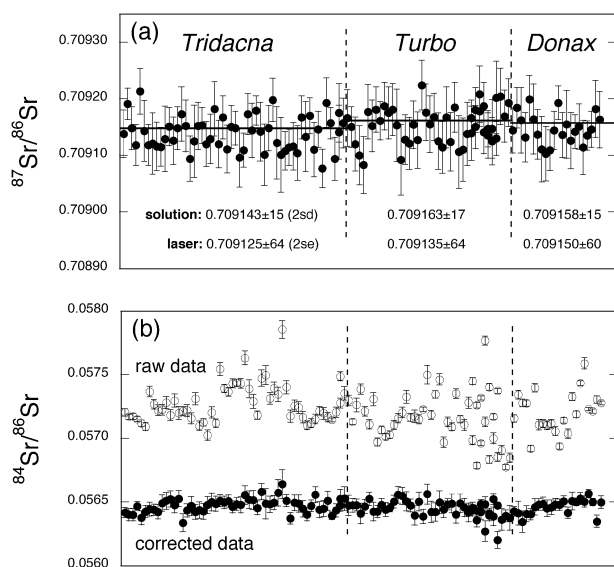 (a)
Tridacna Turbo Donax
0.70930
0.70920
0.70910
0.70900
0.70890
87Sr/86Sr
solution: 0.709143±15 (2sd) 0.709163±17 0.709158±15
laser: 0.709125±64 (2se) 0.709135±64 0.709150±60
(b)
0.0580
0.0575
0.0570
0.0565
0.0560
84Sr/86Sr
raw data
corrected data